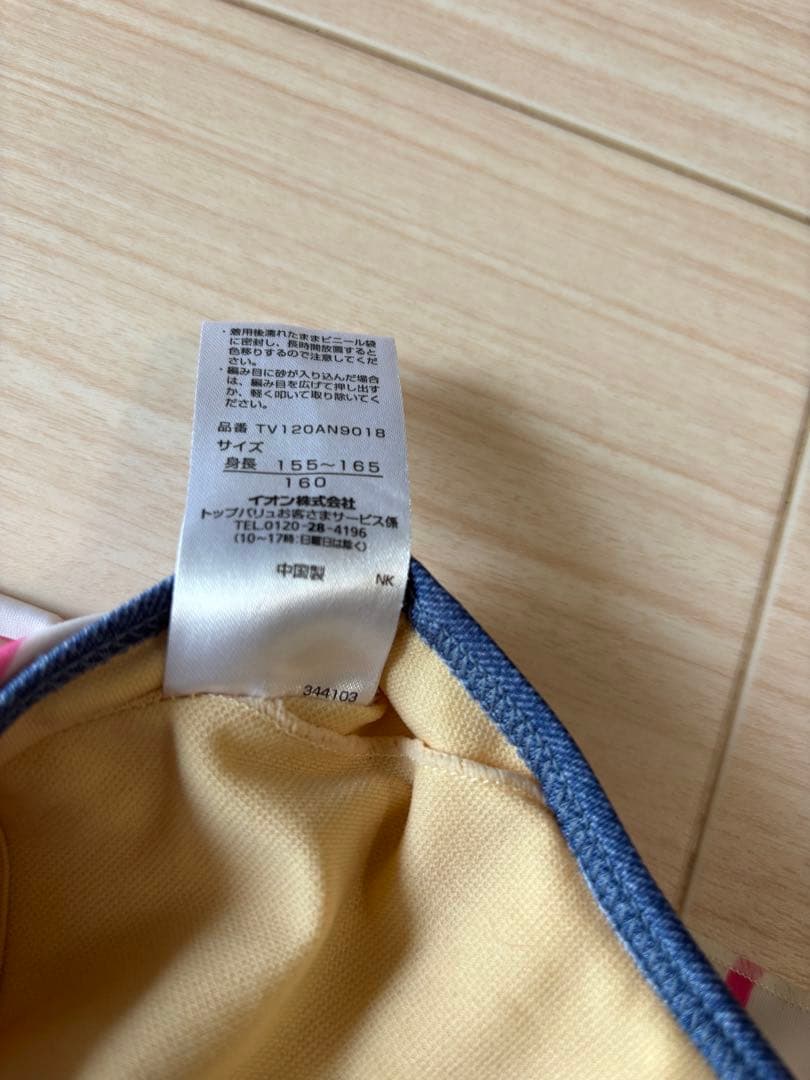 ・着用後濡れたままビニール袋
に密封し、長時間放置すると
色移りするので注意してくだ
さい。
・編み目に砂が入り込んだ場合
は、編み目を広げて押し出す
か、軽く叩いて取り除いてく
ださい。
品番 TV120AN9018
サイズ
身長 155～165
160
イオン株式会社
トップバリュお客さまサービス係
TEL.0120-28-4196
(10～17時:日曜日は除く)
中国製 NK
344103